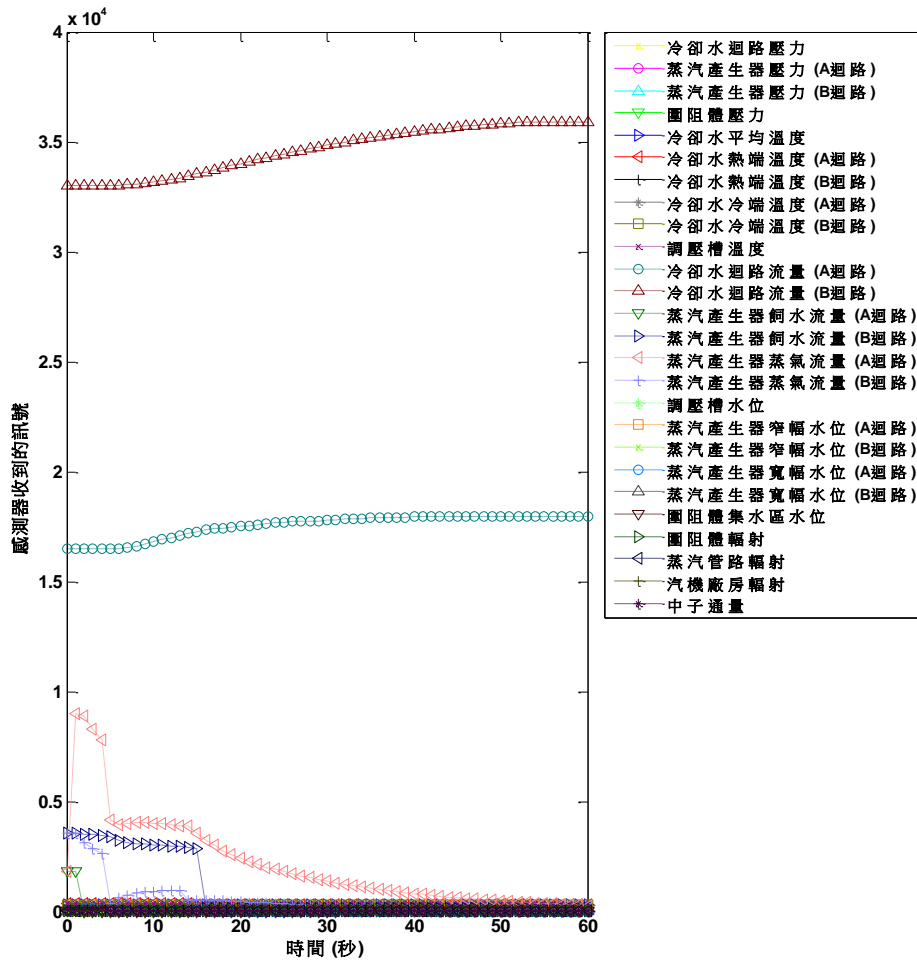 x 10⁴
4
3.5
3
2.5
2
1.5
1
0.5
0
0
10
20
30
40
50
60
感測器收到的訊號
時間 (秒)
冷卻水迴路壓力
蒸汽產生器壓力 (A迴路)
蒸汽產生器壓力 (B迴路)
圍阻體壓力
冷卻水平均溫度
冷卻水熱端溫度 (A迴路)
冷卻水熱端溫度 (B迴路)
冷卻水冷端溫度 (A迴路)
冷卻水冷端溫度 (B迴路)
調壓槽溫度
冷卻水迴路流量 (A迴路)
冷卻水迴路流量 (B迴路)
蒸汽產生器飼水流量 (A迴路)
蒸汽產生器飼水流量 (B迴路)
蒸汽產生器蒸氣流量 (A迴路)
蒸汽產生器蒸氣流量 (B迴路)
調壓槽水位
蒸汽產生器窄幅水位 (A迴路)
蒸汽產生器窄幅水位 (B迴路)
蒸汽產生器寬幅水位 (A迴路)
蒸汽產生器寬幅水位 (B迴路)
圍阻體集水區水位
圍阻體輻射
蒸汽管路輻射
汽機廠房輻射
中子通量